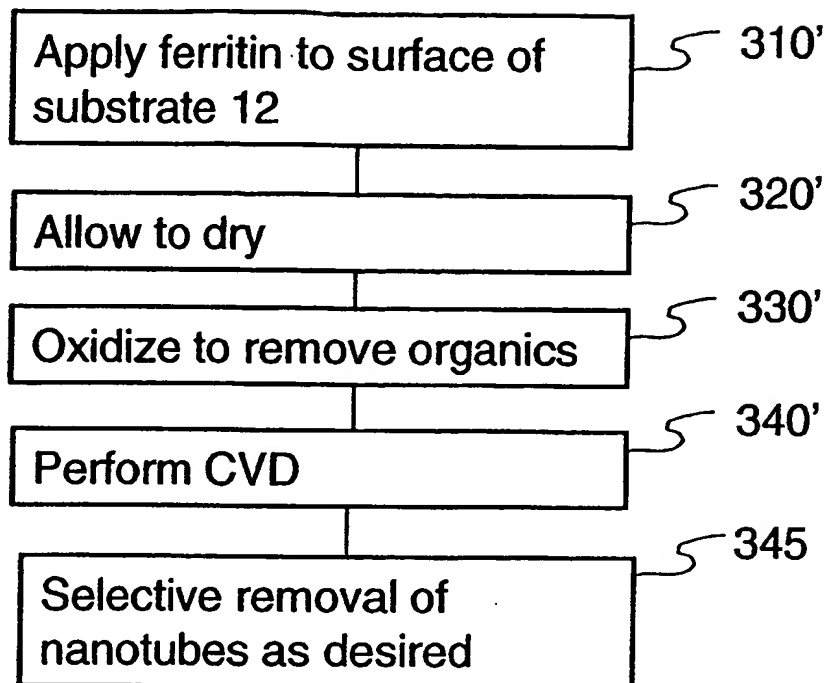 Apply ferritin to surface of
substrate 12
310'
Allow to dry
320'
Oxidize to remove organics
330'
Perform CVD
340'
Selective removal of
nanotubes as desired
345